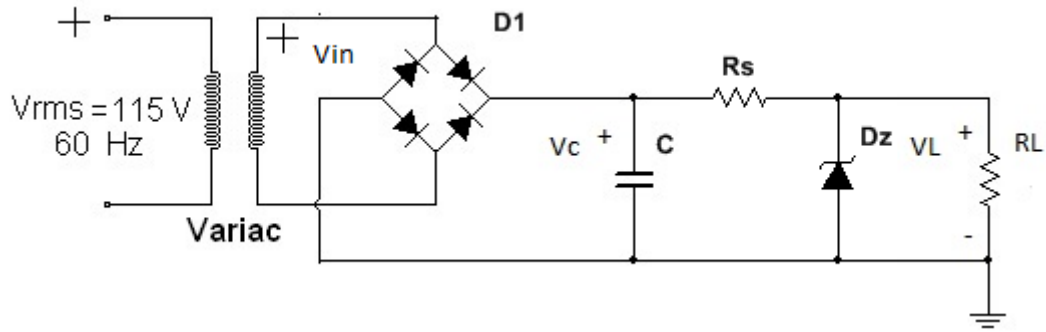 D1
+
+ Vin
Rs
Vrms = 115 V
60 Hz
Vc + C
Dz VL + RL
Variac
-